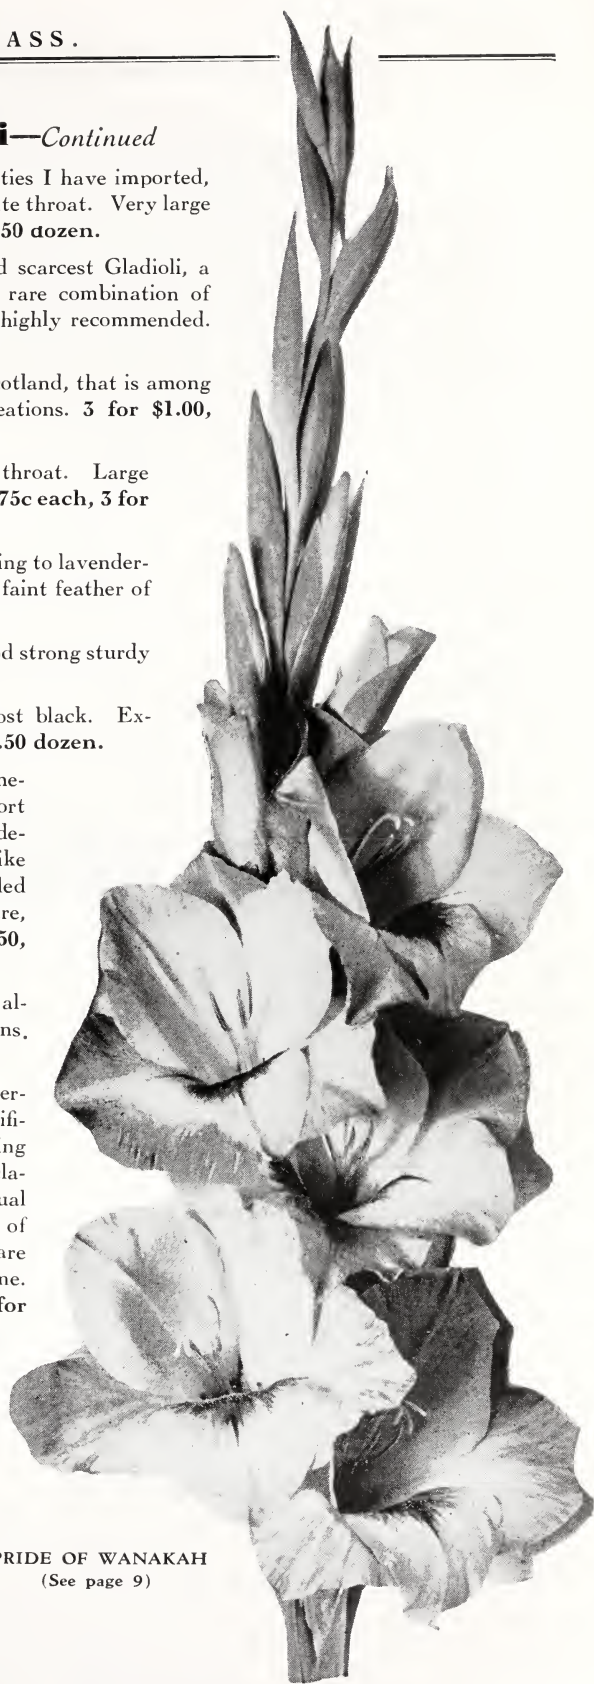 ASS.
i—Continued
ties I have imported,
te throat. Very large
50 dozen.
d scarcest Gladioli, a
rare combination of
highly recommended.
otland, that is among
eations. 3 for $1.00,
throat. Large
75c each, 3 for
ing to lavender-
faint feather of
d strong sturdy
ost black. Ex-
.50 dozen.
ne-
ort
de-
ike
led
re,
50,
al-
ns.
er-
ifi-
ing
la-
ual
of
are
ne.
for
PRIDE OF WANAKAH
(See page 9)